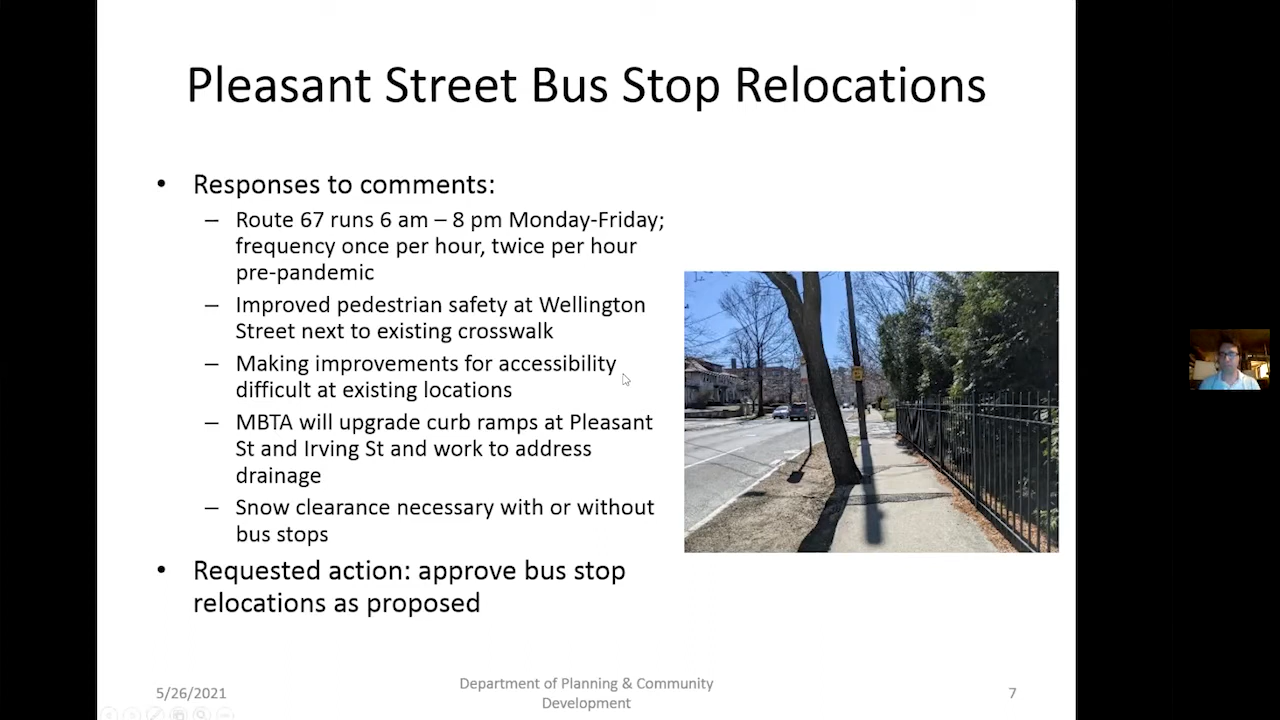 Pleasant Street Bus Stop Relocations
• Responses to comments:
– Route 67 runs 6 am – 8 pm Monday-Friday;
frequency once per hour, twice per hour
pre-pandemic
– Improved pedestrian safety at Wellington
Street next to existing crosswalk
– Making improvements for accessibility
difficult at existing locations
– MBTA will upgrade curb ramps at Pleasant
St and Irving St and work to address
drainage
– Snow clearance necessary with or without
bus stops
• Requested action: approve bus stop
relocations as proposed
5/26/2021
Department of Planning & Community
Development
7